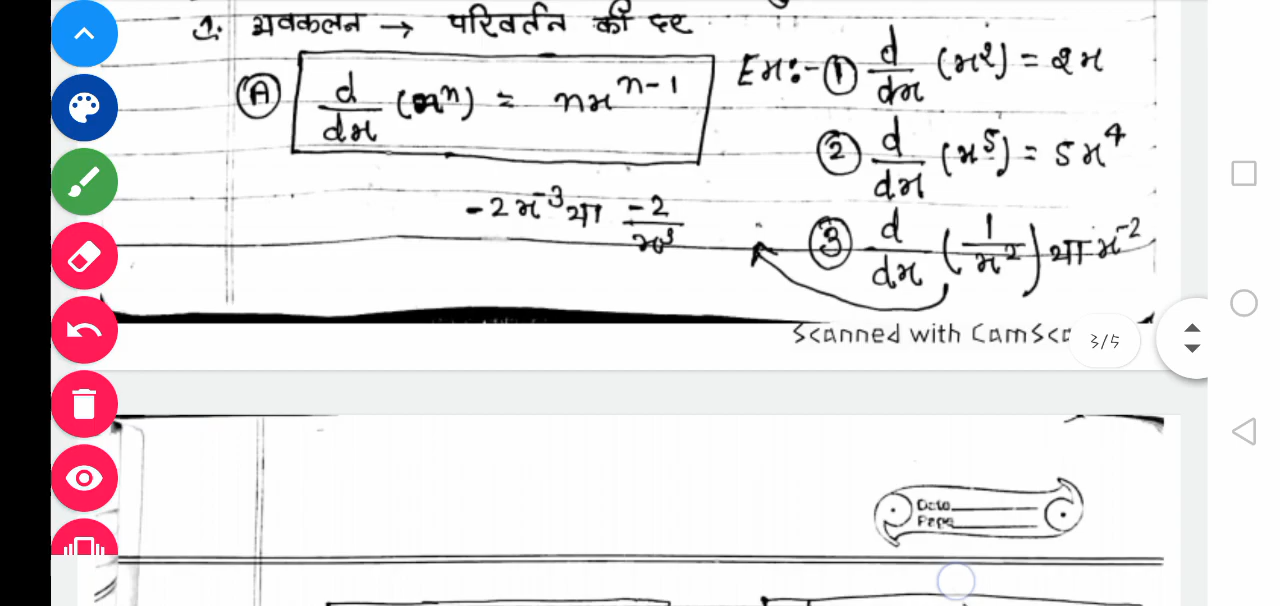 1. अवकलन → परिवर्तन की दर
(A) d/dx (xⁿ) = nxⁿ⁻¹
Ex:- (1) d/dx (x²) = 2x
(2) d/dx (x⁵) = 5x⁴
(3) d/dx (1/x²) या x⁻²
-2x⁻³ या -2/x³
Scanned with CamSc
3/5
Date
Page